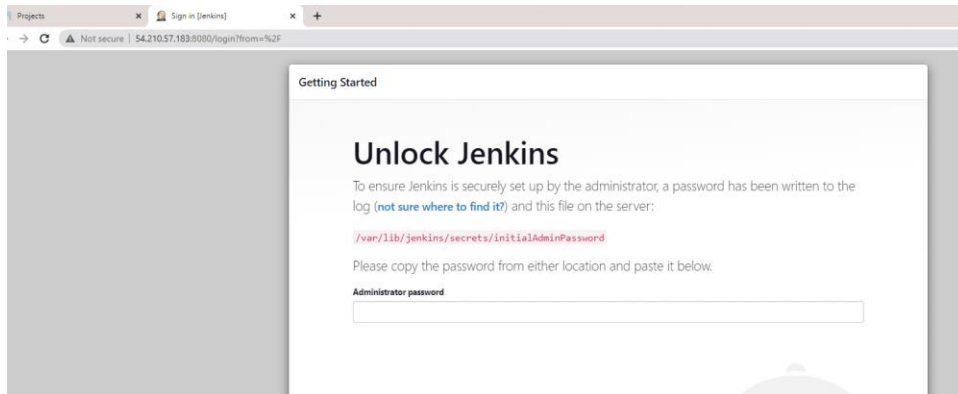 Projects
Sign in [Jenkins]
Not secure 54.210.57.183:8080/login?from=%2F
Getting Started
Unlock Jenkins
To ensure Jenkins is securely set up by the administrator, a password has been written to the
log (not sure where to find it?) and this file on the server:
/var/lib/jenkins/secrets/initialAdminPassword
Please copy the password from either location and paste it below.
Administrator password